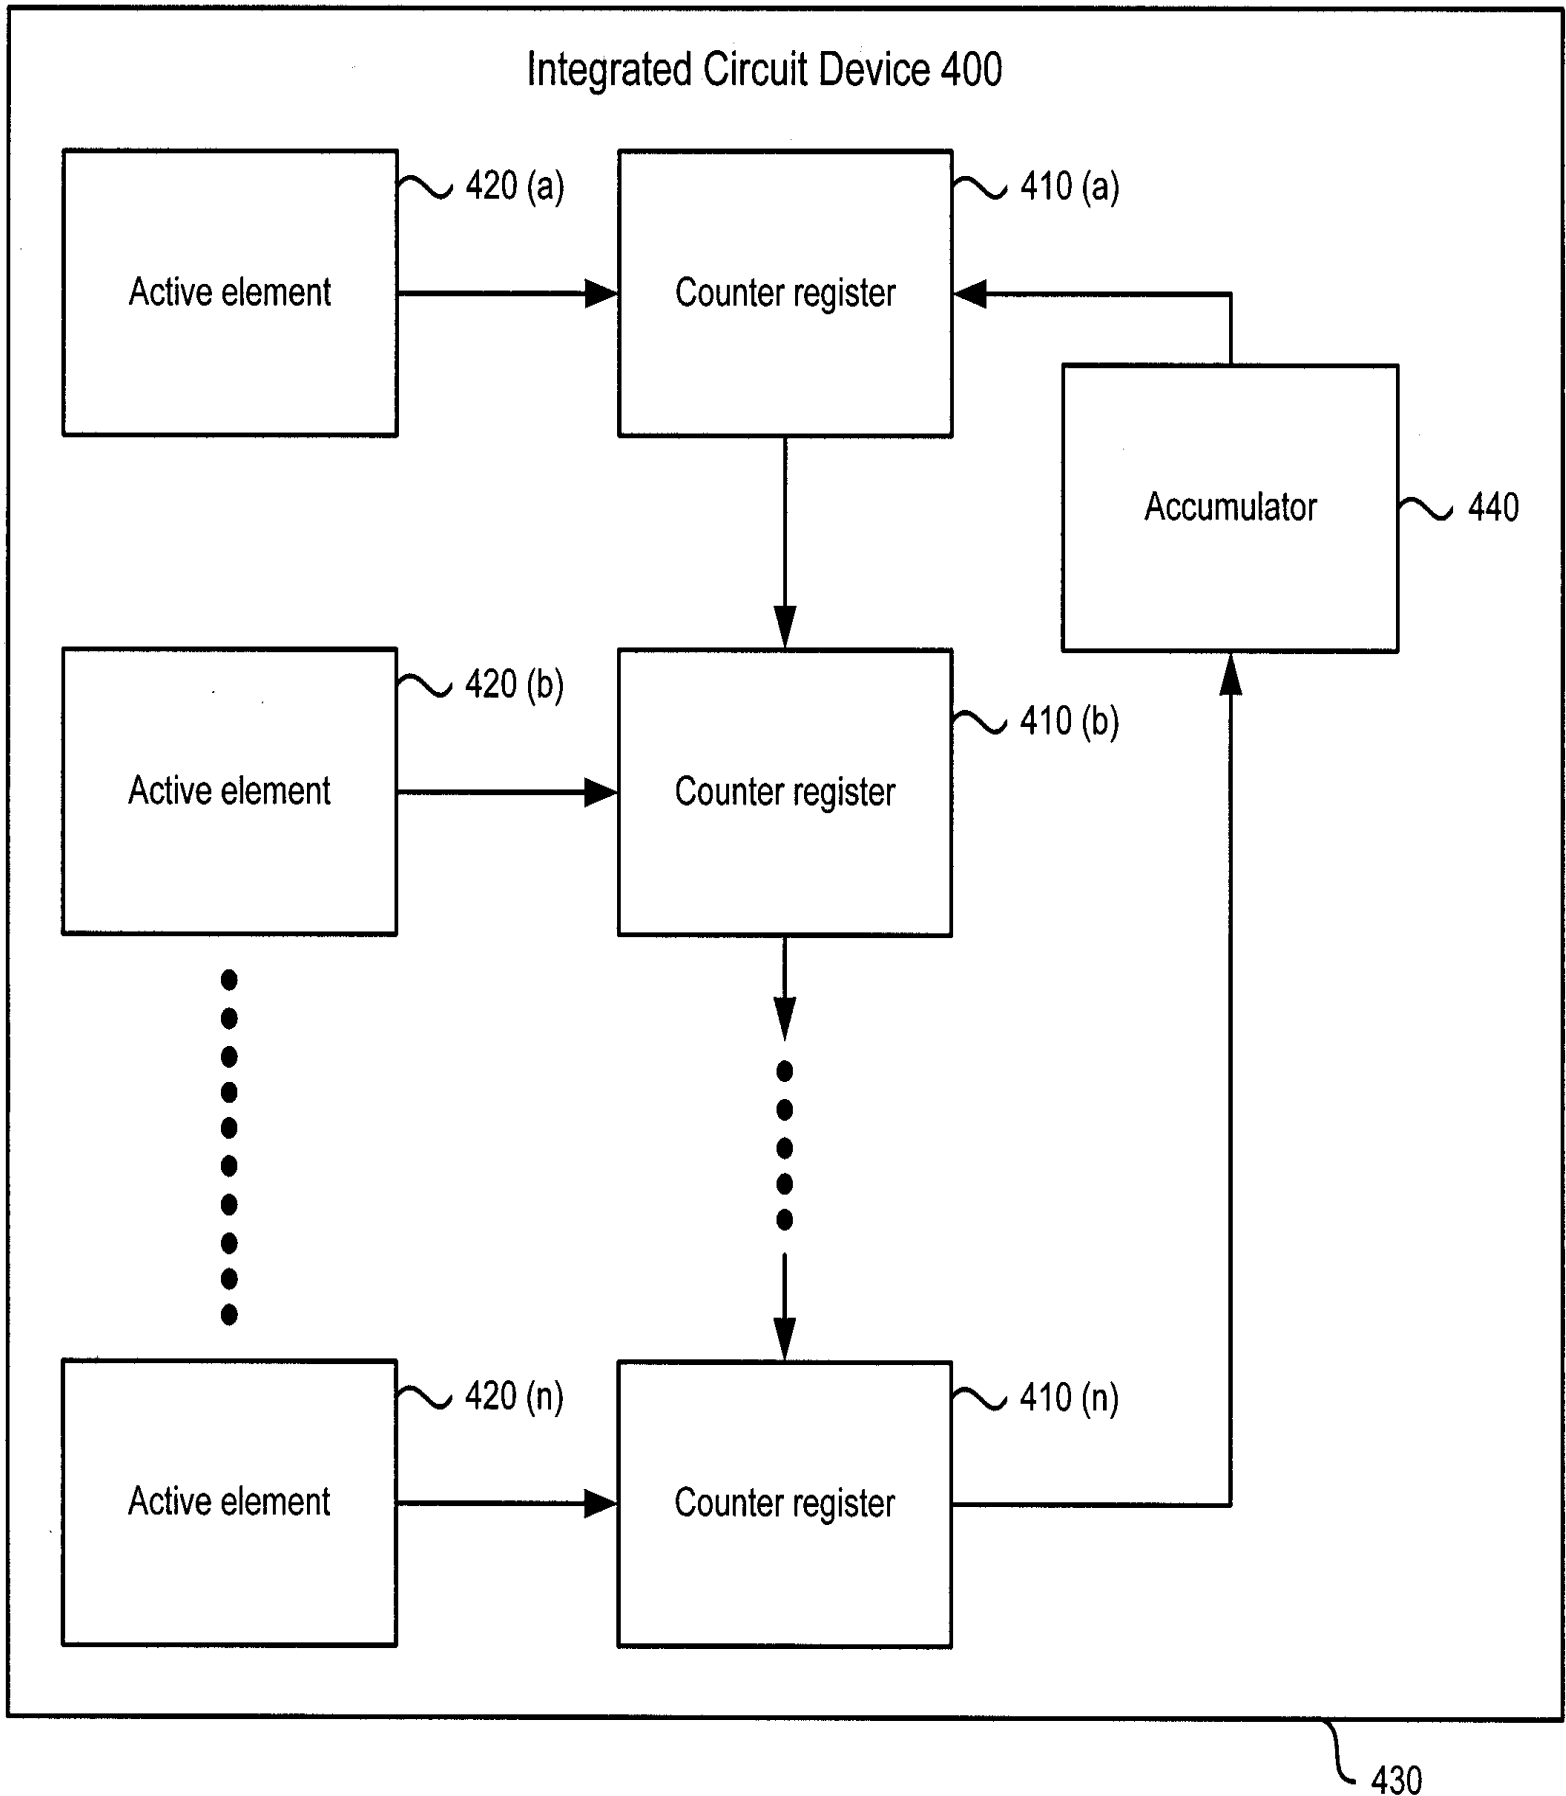 Integrated Circuit Device 400
420 (a)
410 (a)
Active element
Counter register
Accumulator
440
420 (b)
410 (b)
Active element
Counter register
420 (n)
410 (n)
Active element
Counter register
430